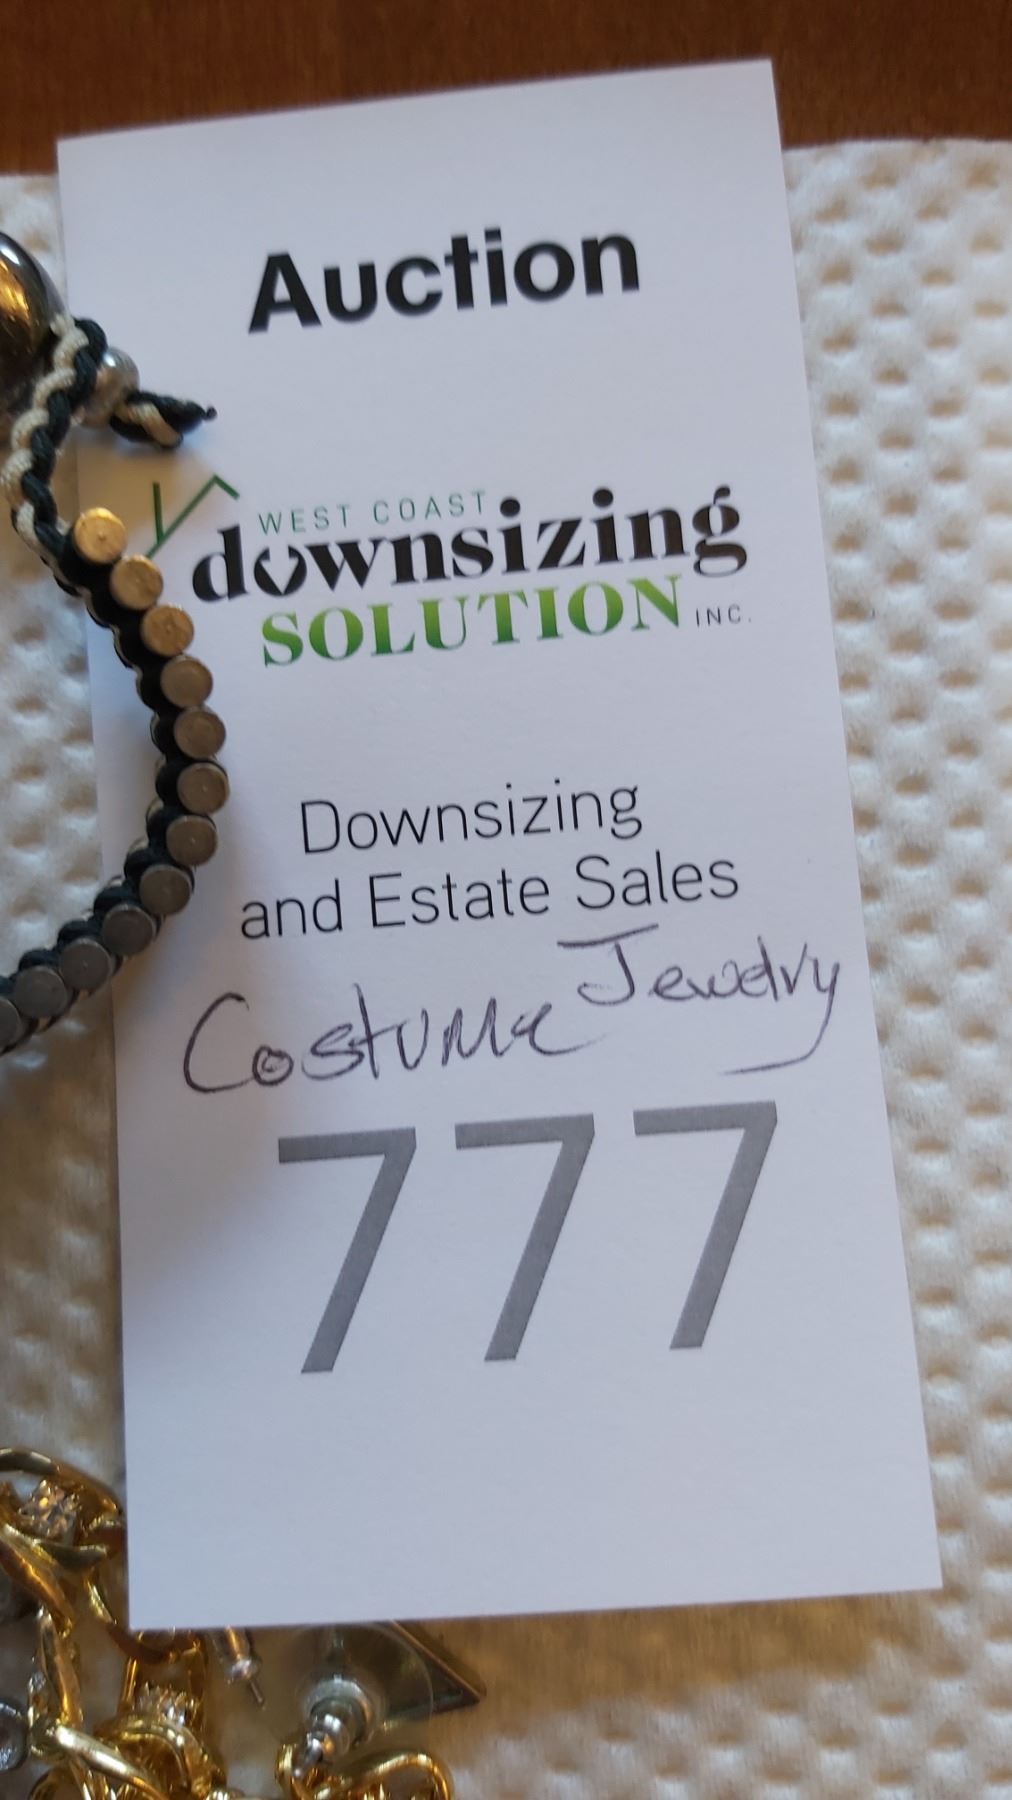 Auction
WEST COAST
downsizing
SOLUTION INC.
Downsizing
and Estate Sales
Costume Jewelry
777